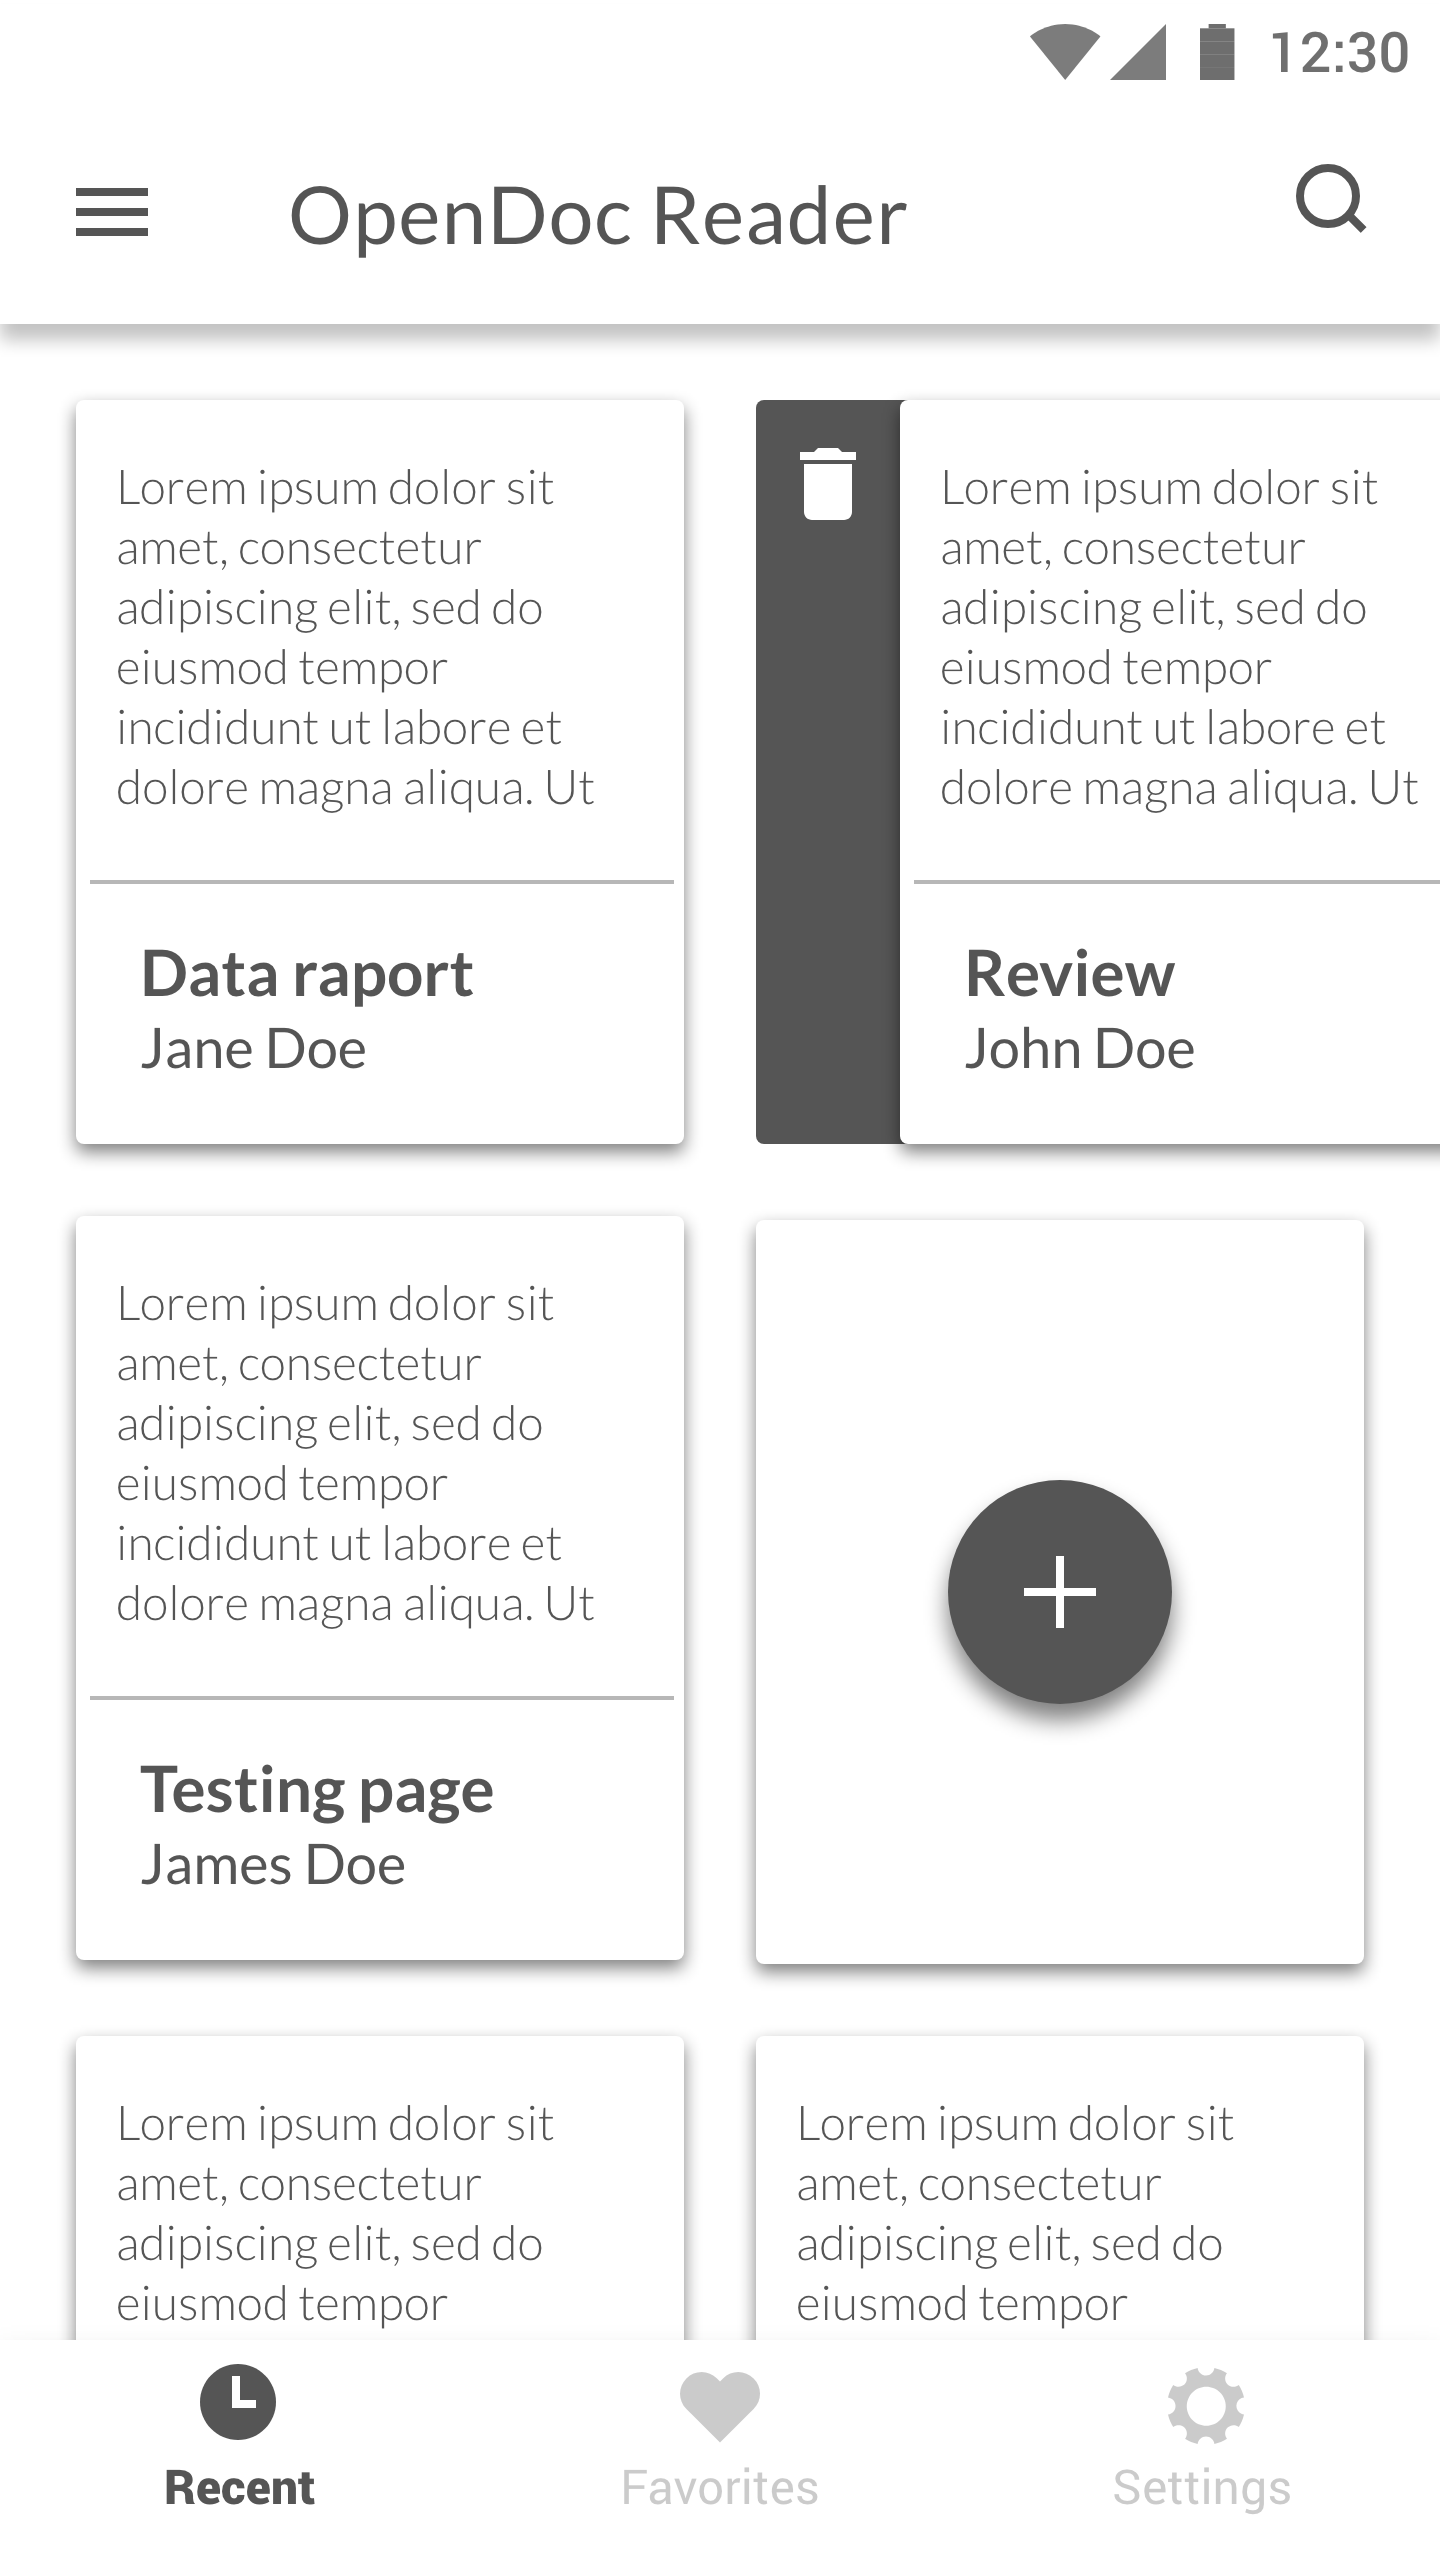 12:30
OpenDoc Reader
Lorem ipsum dolor sit
amet, consectetur
adipiscing elit, sed do
eiusmod tempor
incididunt ut labore et
dolore magna aliqua. Ut
Data raport
Jane Doe
Lorem ipsum dolor sit
amet, consectetur
adipiscing elit, sed do
eiusmod tempor
incididunt ut labore et
dolore magna aliqua. Ut
Review
John Doe
Lorem ipsum dolor sit
amet, consectetur
adipiscing elit, sed do
eiusmod tempor
incididunt ut labore et
dolore magna aliqua. Ut
Testing page
James Doe
Lorem ipsum dolor sit
amet, consectetur
adipiscing elit, sed do
eiusmod tempor
Lorem ipsum dolor sit
amet, consectetur
adipiscing elit, sed do
eiusmod tempor
Recent
Favorites
Settings